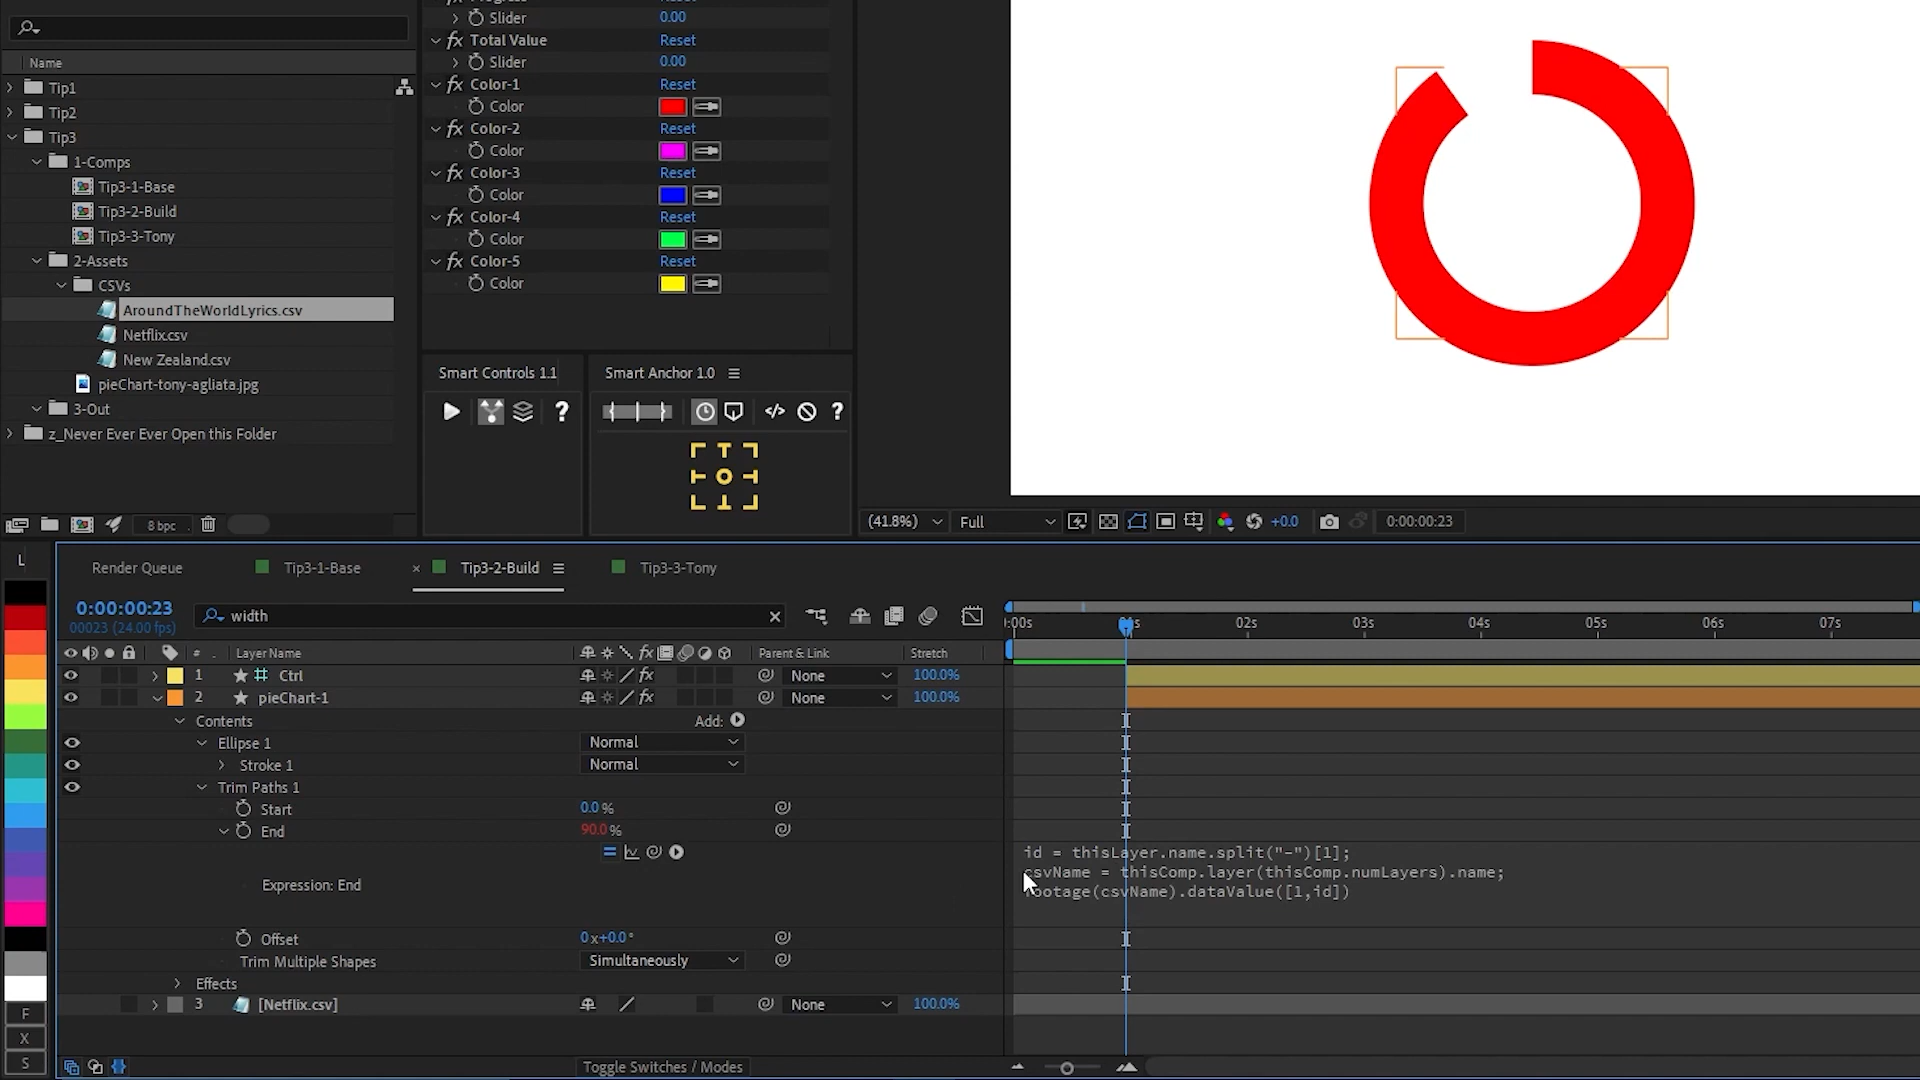 Slider 0.00
Total Value Reset
Slider 0.00
Color-1 Reset
Color
Color-2 Reset
Color
Color-3 Reset
Color
Color-4 Reset
Color
Color-5 Reset
Color
Name
Tip1
Tip2
Tip3
1-Comps
Tip3-1-Base
Tip3-2-Build
Tip3-3-Tony
2-Assets
CSVs
AroundTheWorldLyrics.csv
Netflix.csv
New Zealand.csv
pieChart-tony-agliata.jpg
3-Out
z_Never Ever Ever Open this Folder
8 bpc
Smart Controls 1.1
Smart Anchor 1.0
(41.8%) Full +0.0 0:00:00:23
L
Render Queue Tip3-1-Base × Tip3-2-Build Tip3-3-Tony
0:00:00:23
00023 (24.00 fps)
width
:00s 02s 03s 04s 05s 06s 07s
# . Layer Name fx Parent & Link Stretch
1 Ctrl fx None 100.0%
2 pieChart-1 fx None 100.0%
Contents Add:
Ellipse 1 Normal
Stroke 1 Normal
Trim Paths 1
Start 0.0 %
End 90.0 %
Expression: End
id = thisLayer.name.split("-")[1];
csvName = thisComp.layer(thisComp.numLayers).name;
footage(csvName).dataValue([1,id])
Offset 0 x+0.0 °
Trim Multiple Shapes Simultaneously
Effects
3 [Netflix.csv] None 100.0%
F
X
S
Toggle Switches / Modes